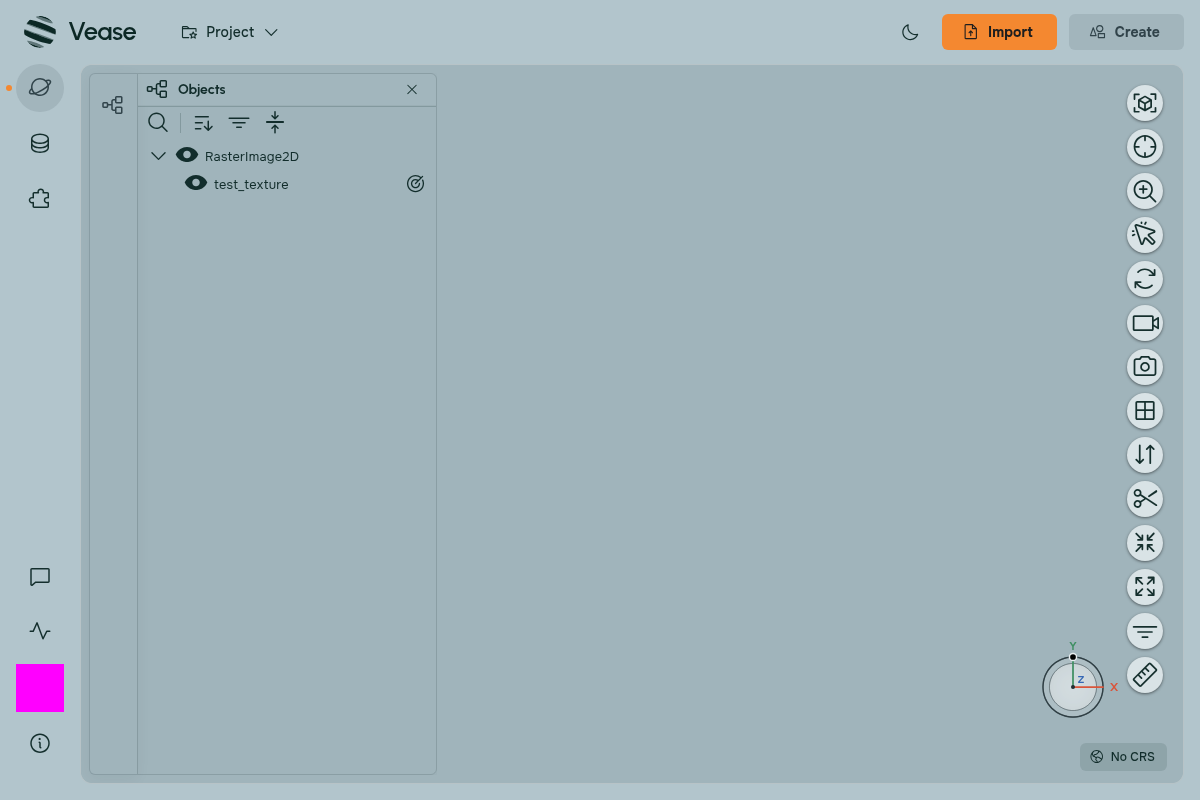 Vease
Project
Import
Create
Objects
RasterImage2D
test_texture
Y
Z
X
No CRS